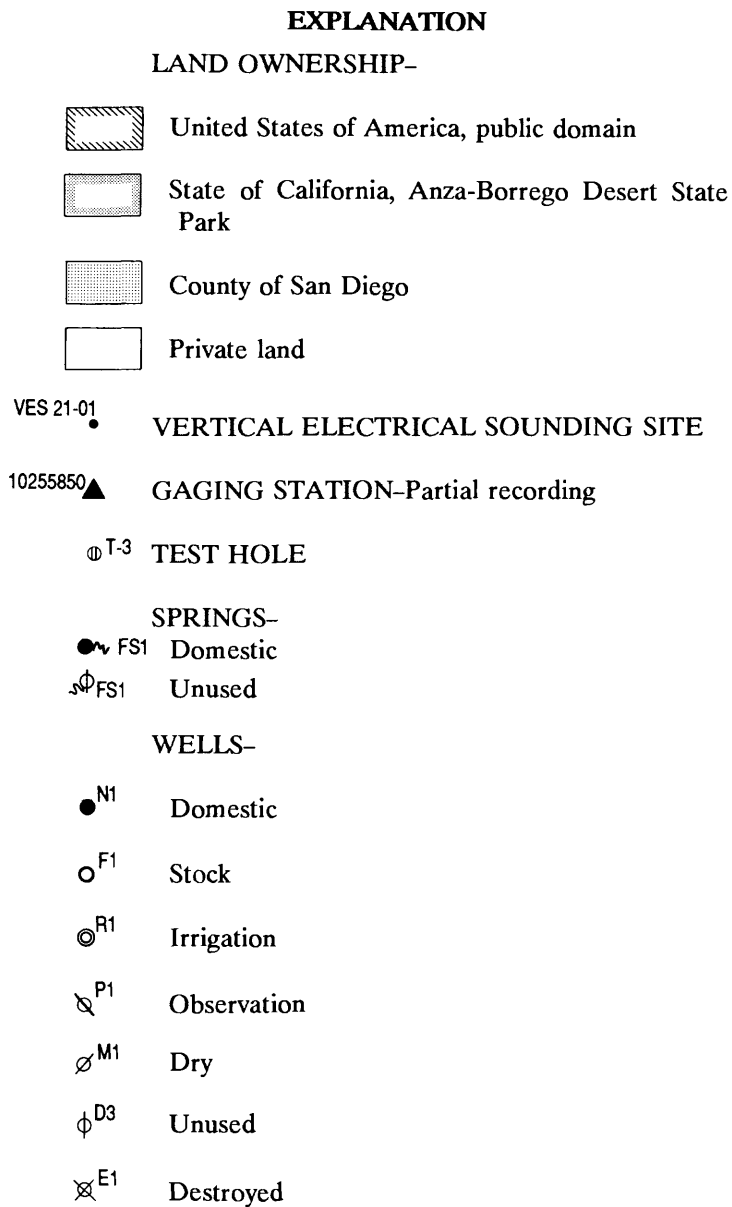 EXPLANATION
LAND OWNERSHIP–
United States of America, public domain
State of California, Anza-Borrego Desert State
Park
County of San Diego
Private land
VES 21-01 VERTICAL ELECTRICAL SOUNDING SITE
10255850 GAGING STATION–Partial recording
T-3 TEST HOLE
SPRINGS–
FS1 Domestic
FS1 Unused
WELLS–
N1 Domestic
F1 Stock
R1 Irrigation
P1 Observation
M1 Dry
D3 Unused
E1 Destroyed